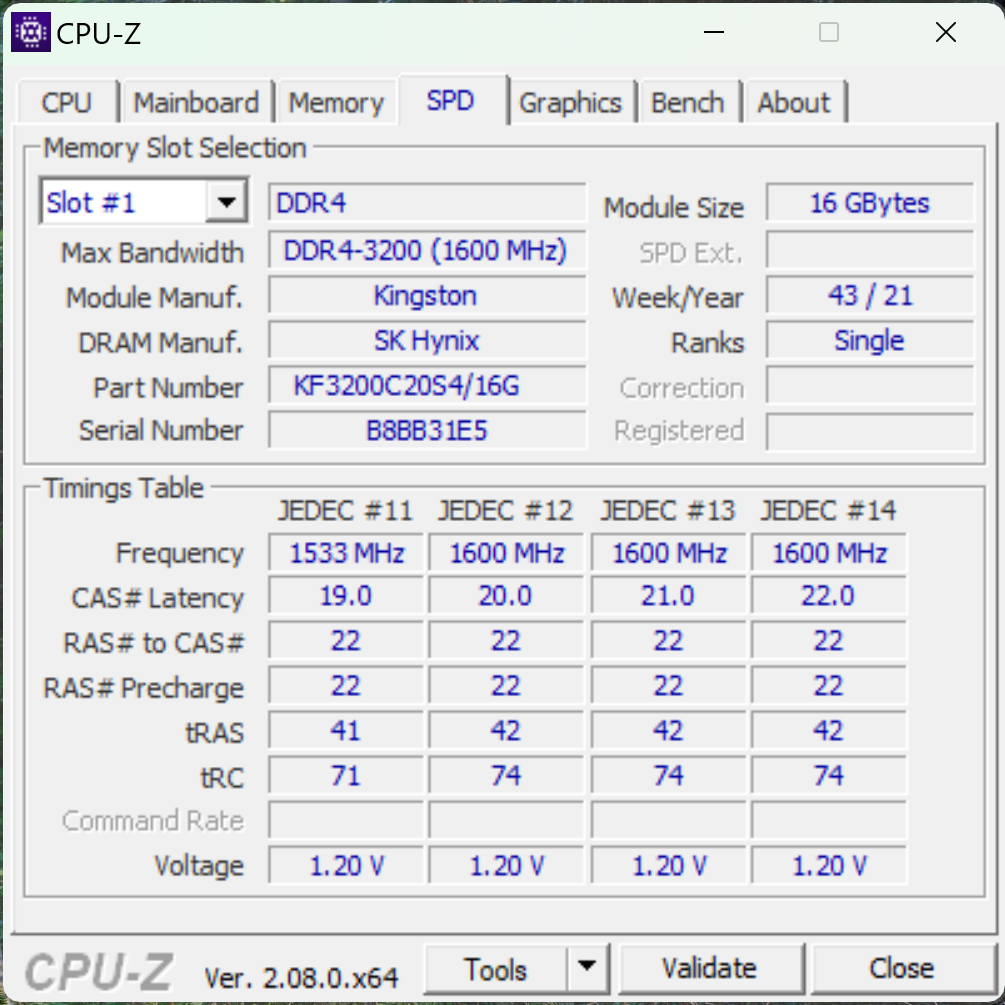 CPU-Z
CPU Mainboard Memory SPD Graphics Bench About
Memory Slot Selection
Slot #1 DDR4 Module Size 16 GBytes
Max Bandwidth DDR4-3200 (1600 MHz) SPD Ext.
Module Manuf. Kingston Week/Year 43 / 21
DRAM Manuf. SK Hynix Ranks Single
Part Number KF3200C20S4/16G Correction
Serial Number B8BB31E5 Registered
Timings Table
JEDEC #11 JEDEC #12 JEDEC #13 JEDEC #14
Frequency 1533 MHz 1600 MHz 1600 MHz 1600 MHz
CAS# Latency 19.0 20.0 21.0 22.0
RAS# to CAS# 22 22 22 22
RAS# Precharge 22 22 22 22
tRAS 41 42 42 42
tRC 71 74 74 74
Command Rate
Voltage 1.20 V 1.20 V 1.20 V 1.20 V
CPU-Z Ver. 2.08.0.x64 Tools Validate Close